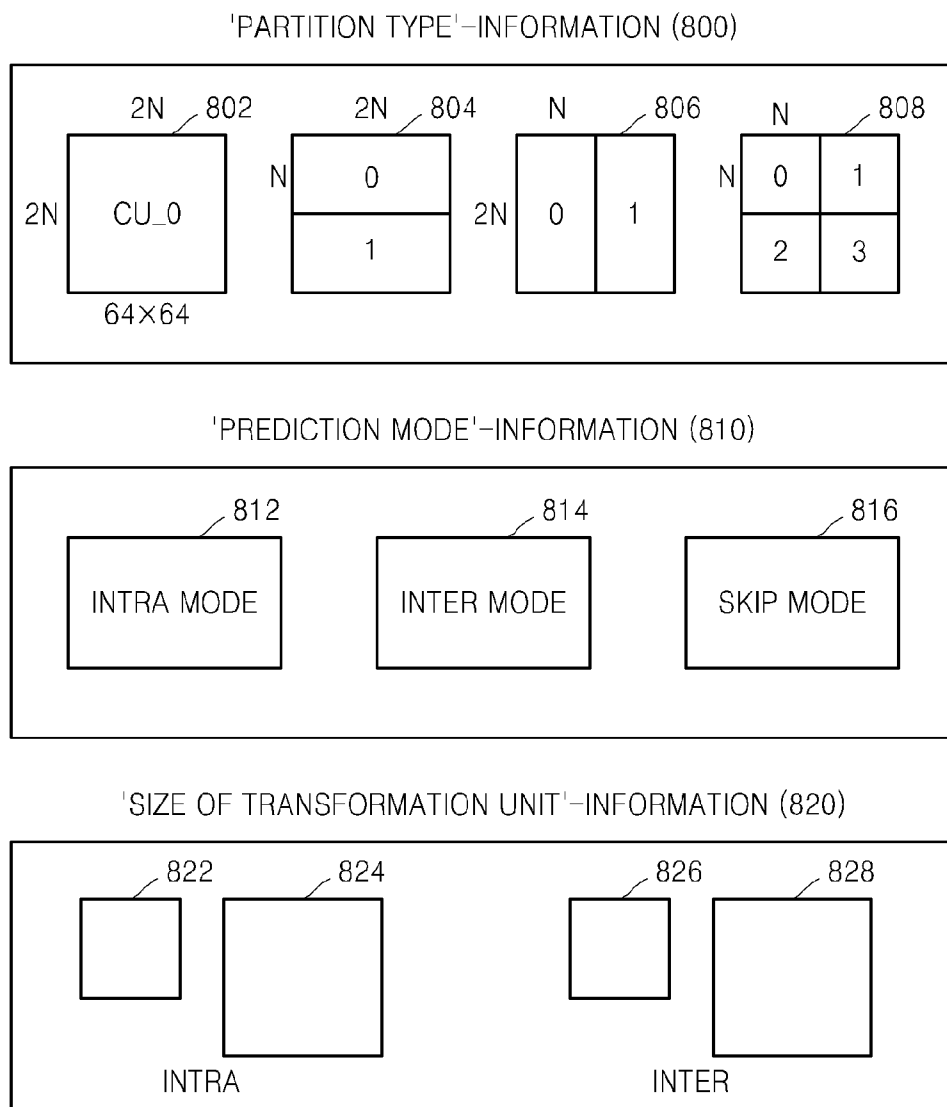 'PARTITION TYPE'-INFORMATION (800)
2N 802 2N 804 N 806 N 808
2N CU_0 N 0 2N 0 1 N 0 1
1 2 3
64×64
'PREDICTION MODE'-INFORMATION (810)
812 814 816
INTRA MODE INTER MODE SKIP MODE
'SIZE OF TRANSFORMATION UNIT'-INFORMATION (820)
822 824 826 828
INTRA INTER